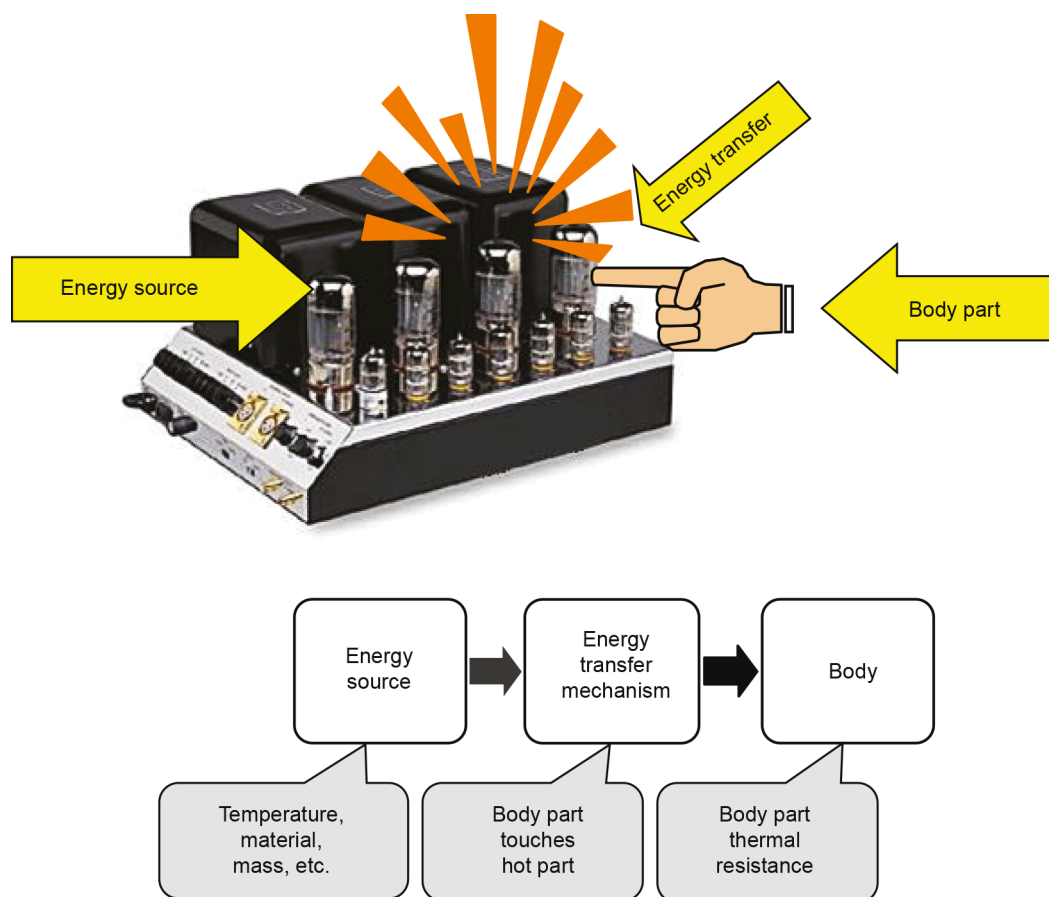 Energy transfer
Energy source
Body part
Energy
source
Energy
transfer
mechanism
Body
Temperature,
material,
mass, etc.
Body part
touches
hot part
Body part
thermal
resistance